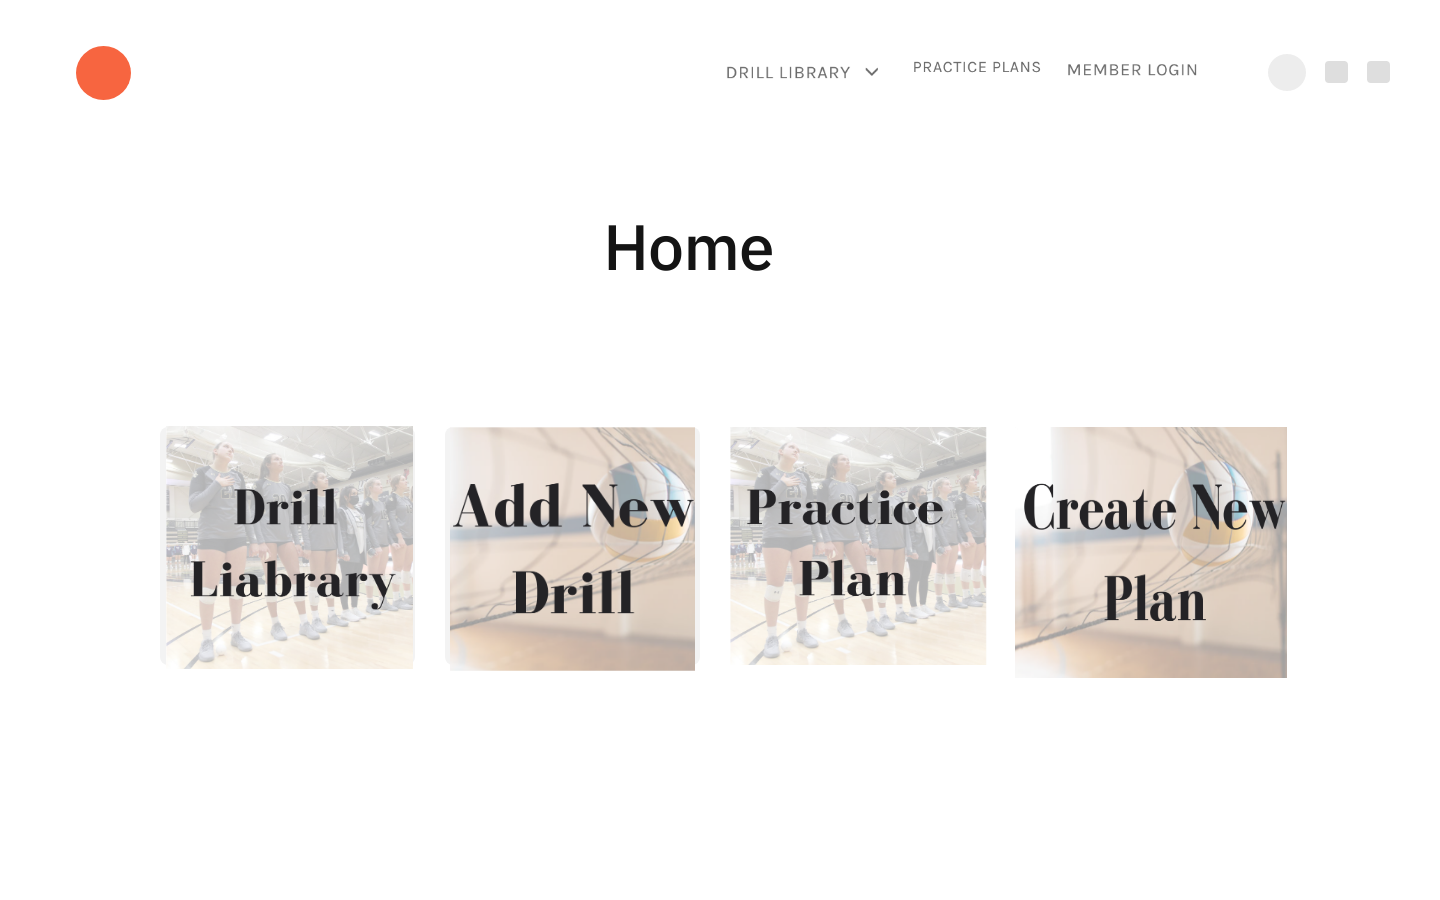 DRILL LIBRARY
PRACTICE PLANS
MEMBER LOGIN
Home
Drill
Liabrary
Add New
Drill
Practice
Plan
Create New
Plan